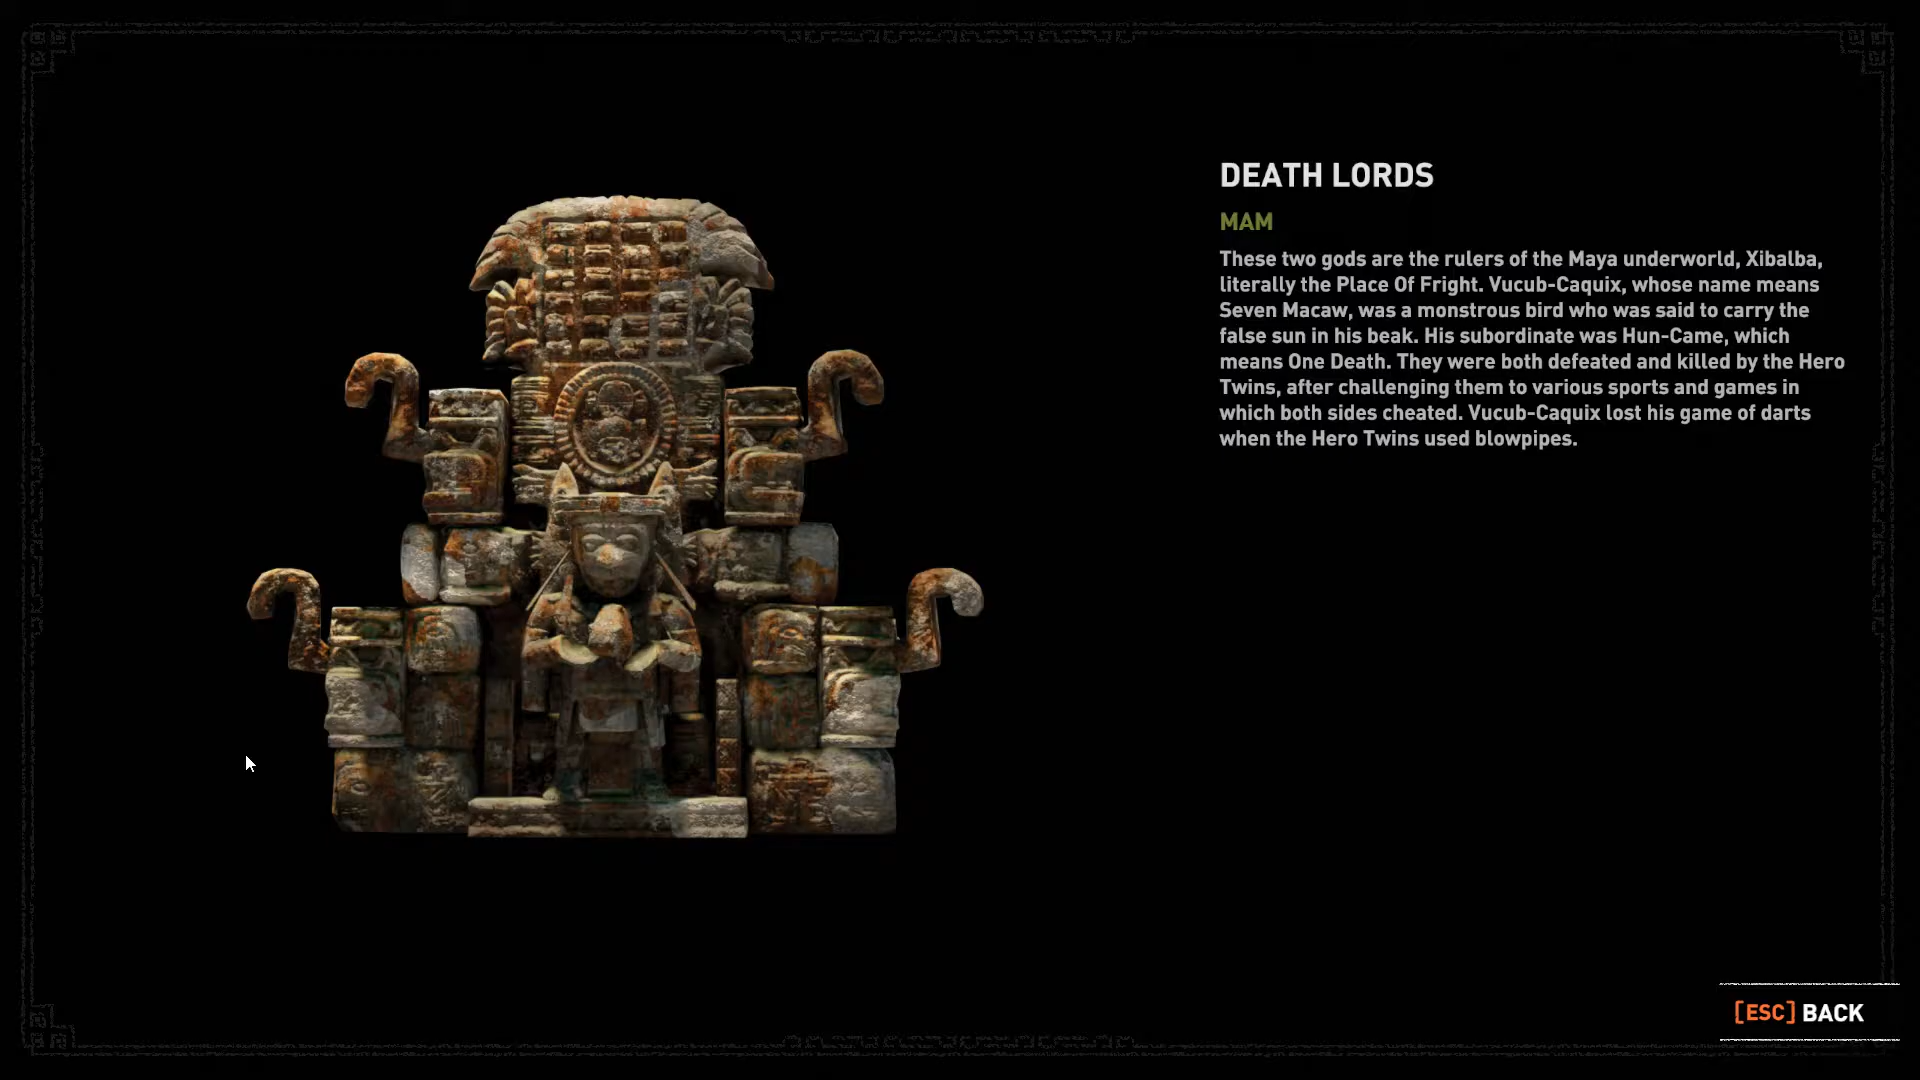 DEATH LORDS
MAM
These two gods are the rulers of the Maya underworld, Xibalba,
literally the Place Of Fright. Vucub-Caquix, whose name means
Seven Macaw, was a monstrous bird who was said to carry the
false sun in his beak. His subordinate was Hun-Came, which
means One Death. They were both defeated and killed by the Hero
Twins, after challenging them to various sports and games in
which both sides cheated. Vucub-Caquix lost his game of darts
when the Hero Twins used blowpipes.
[ESC] BACK